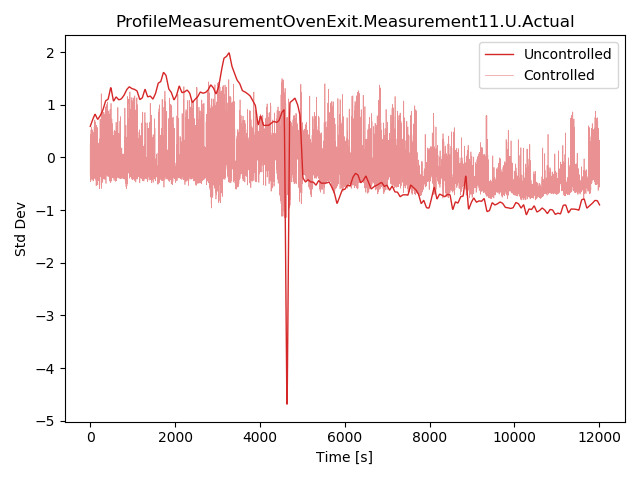 ProfileMeasurementOvenExit.Measurement11.U.Actual
Uncontrolled
Controlled
2
1
0
−1
−2
−3
−4
−5
Std Dev
0 2000 4000 6000 8000 10000 12000
Time [s]